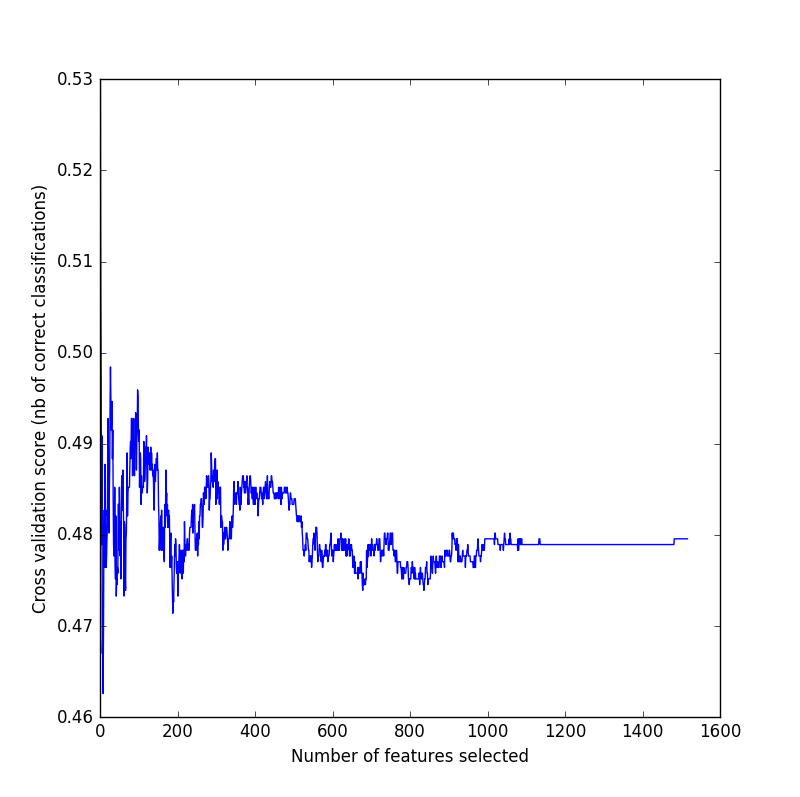 0.53
0.52
0.51
0.50
0.49
0.48
0.47
0.46
Cross validation score (nb of correct classifications)
0 200 400 600 800 1000 1200 1400 1600
Number of features selected